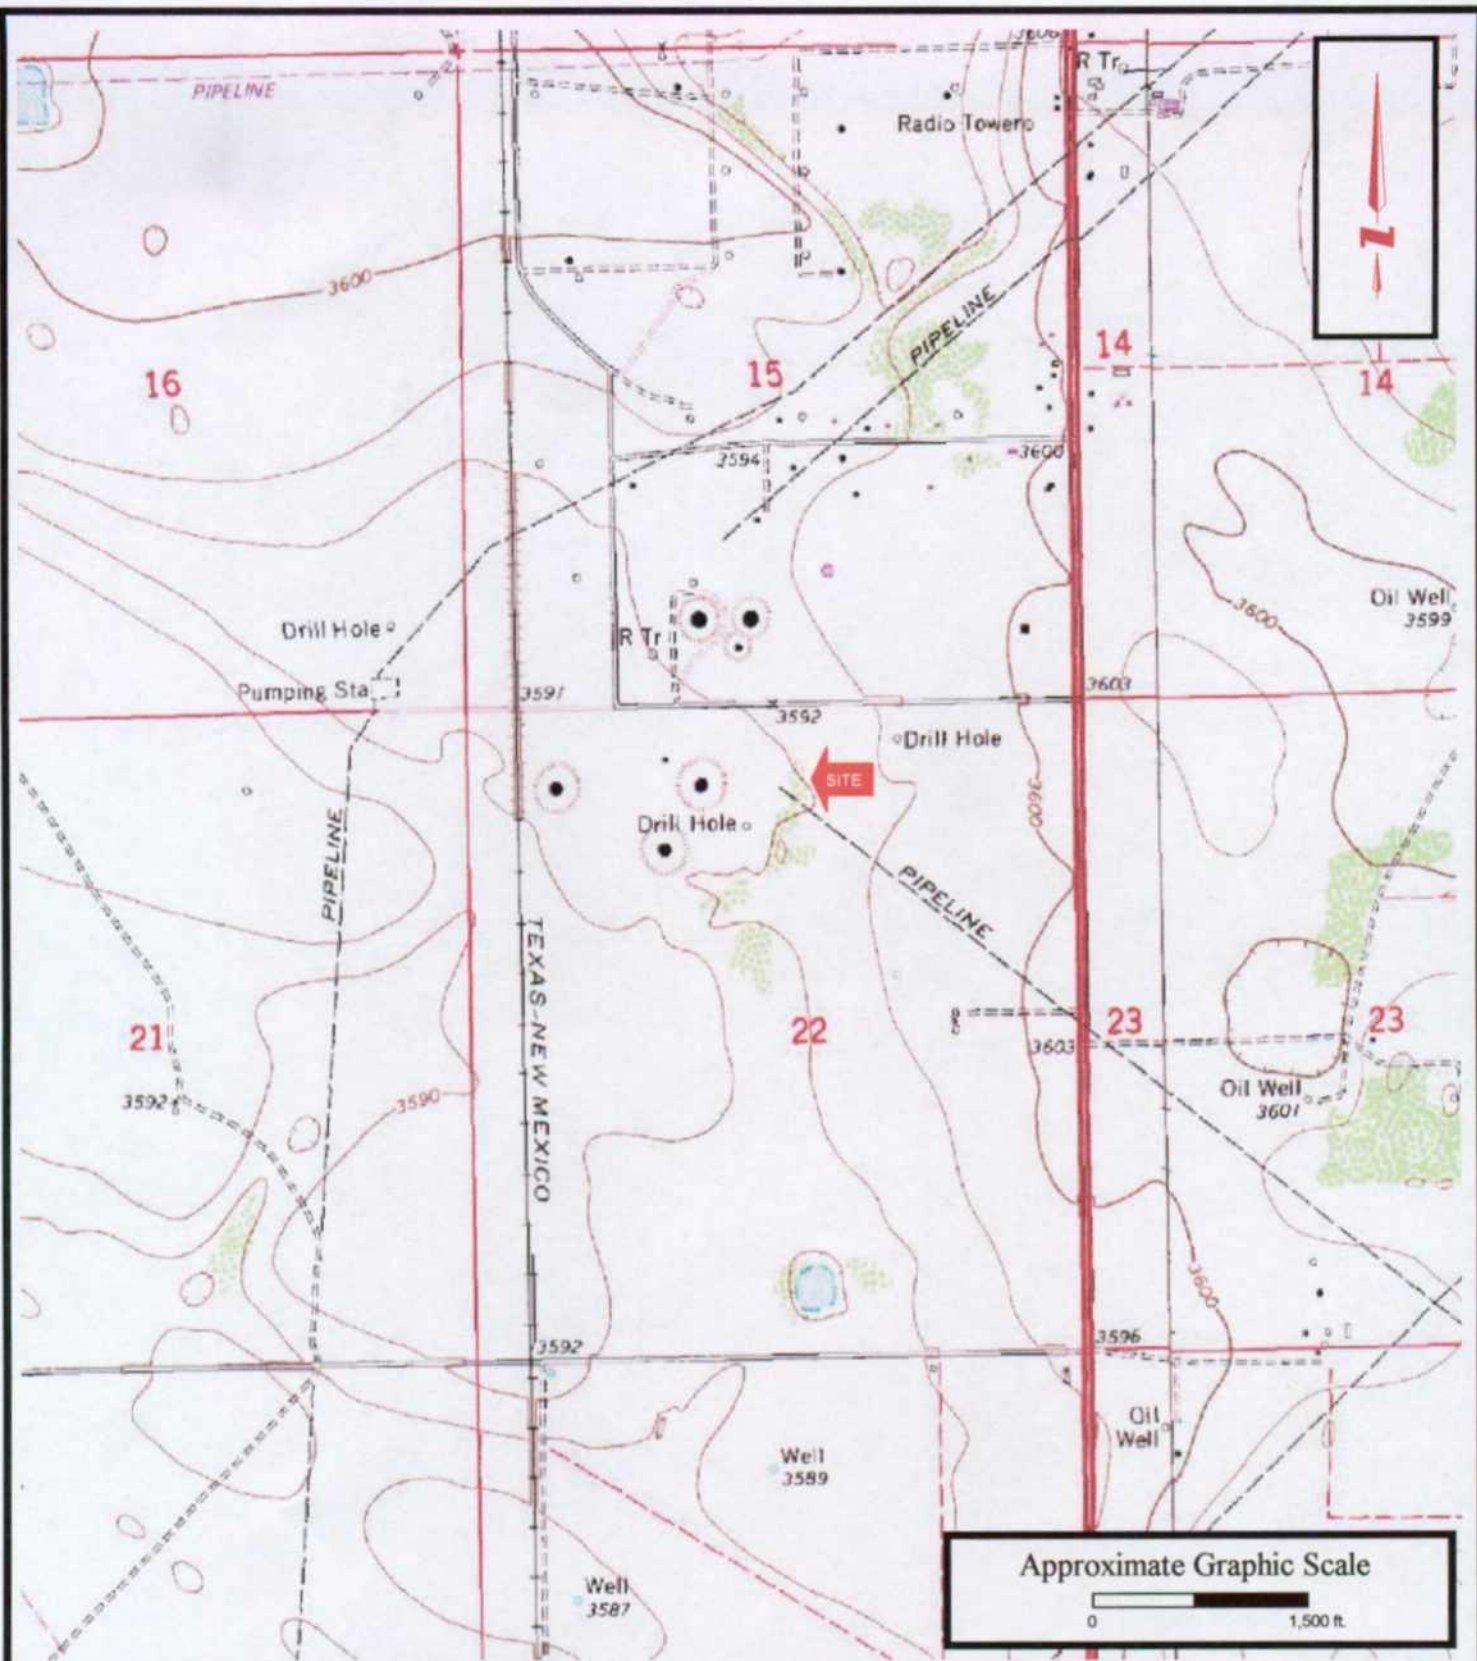 3606
R Tr
PIPELINE
Radio Towero
3600
PIPELINE
16
15
14
14
3594
3600
Oil Well
3599
3600
Drill Hole
R Tr
Pumping Sta
3597
3603
3592
Drill Hole
SITE
3600
Drill Hole
PIPELINE
PIPELINE
TEXAS-NEW MEXICO
21
22
23
23
3603
Oil Well
3601
3592
3590
3600
3592
3596
Oil
Well
Well
3589
Well
3587
N
Approximate Graphic Scale
0
1,500 ft.